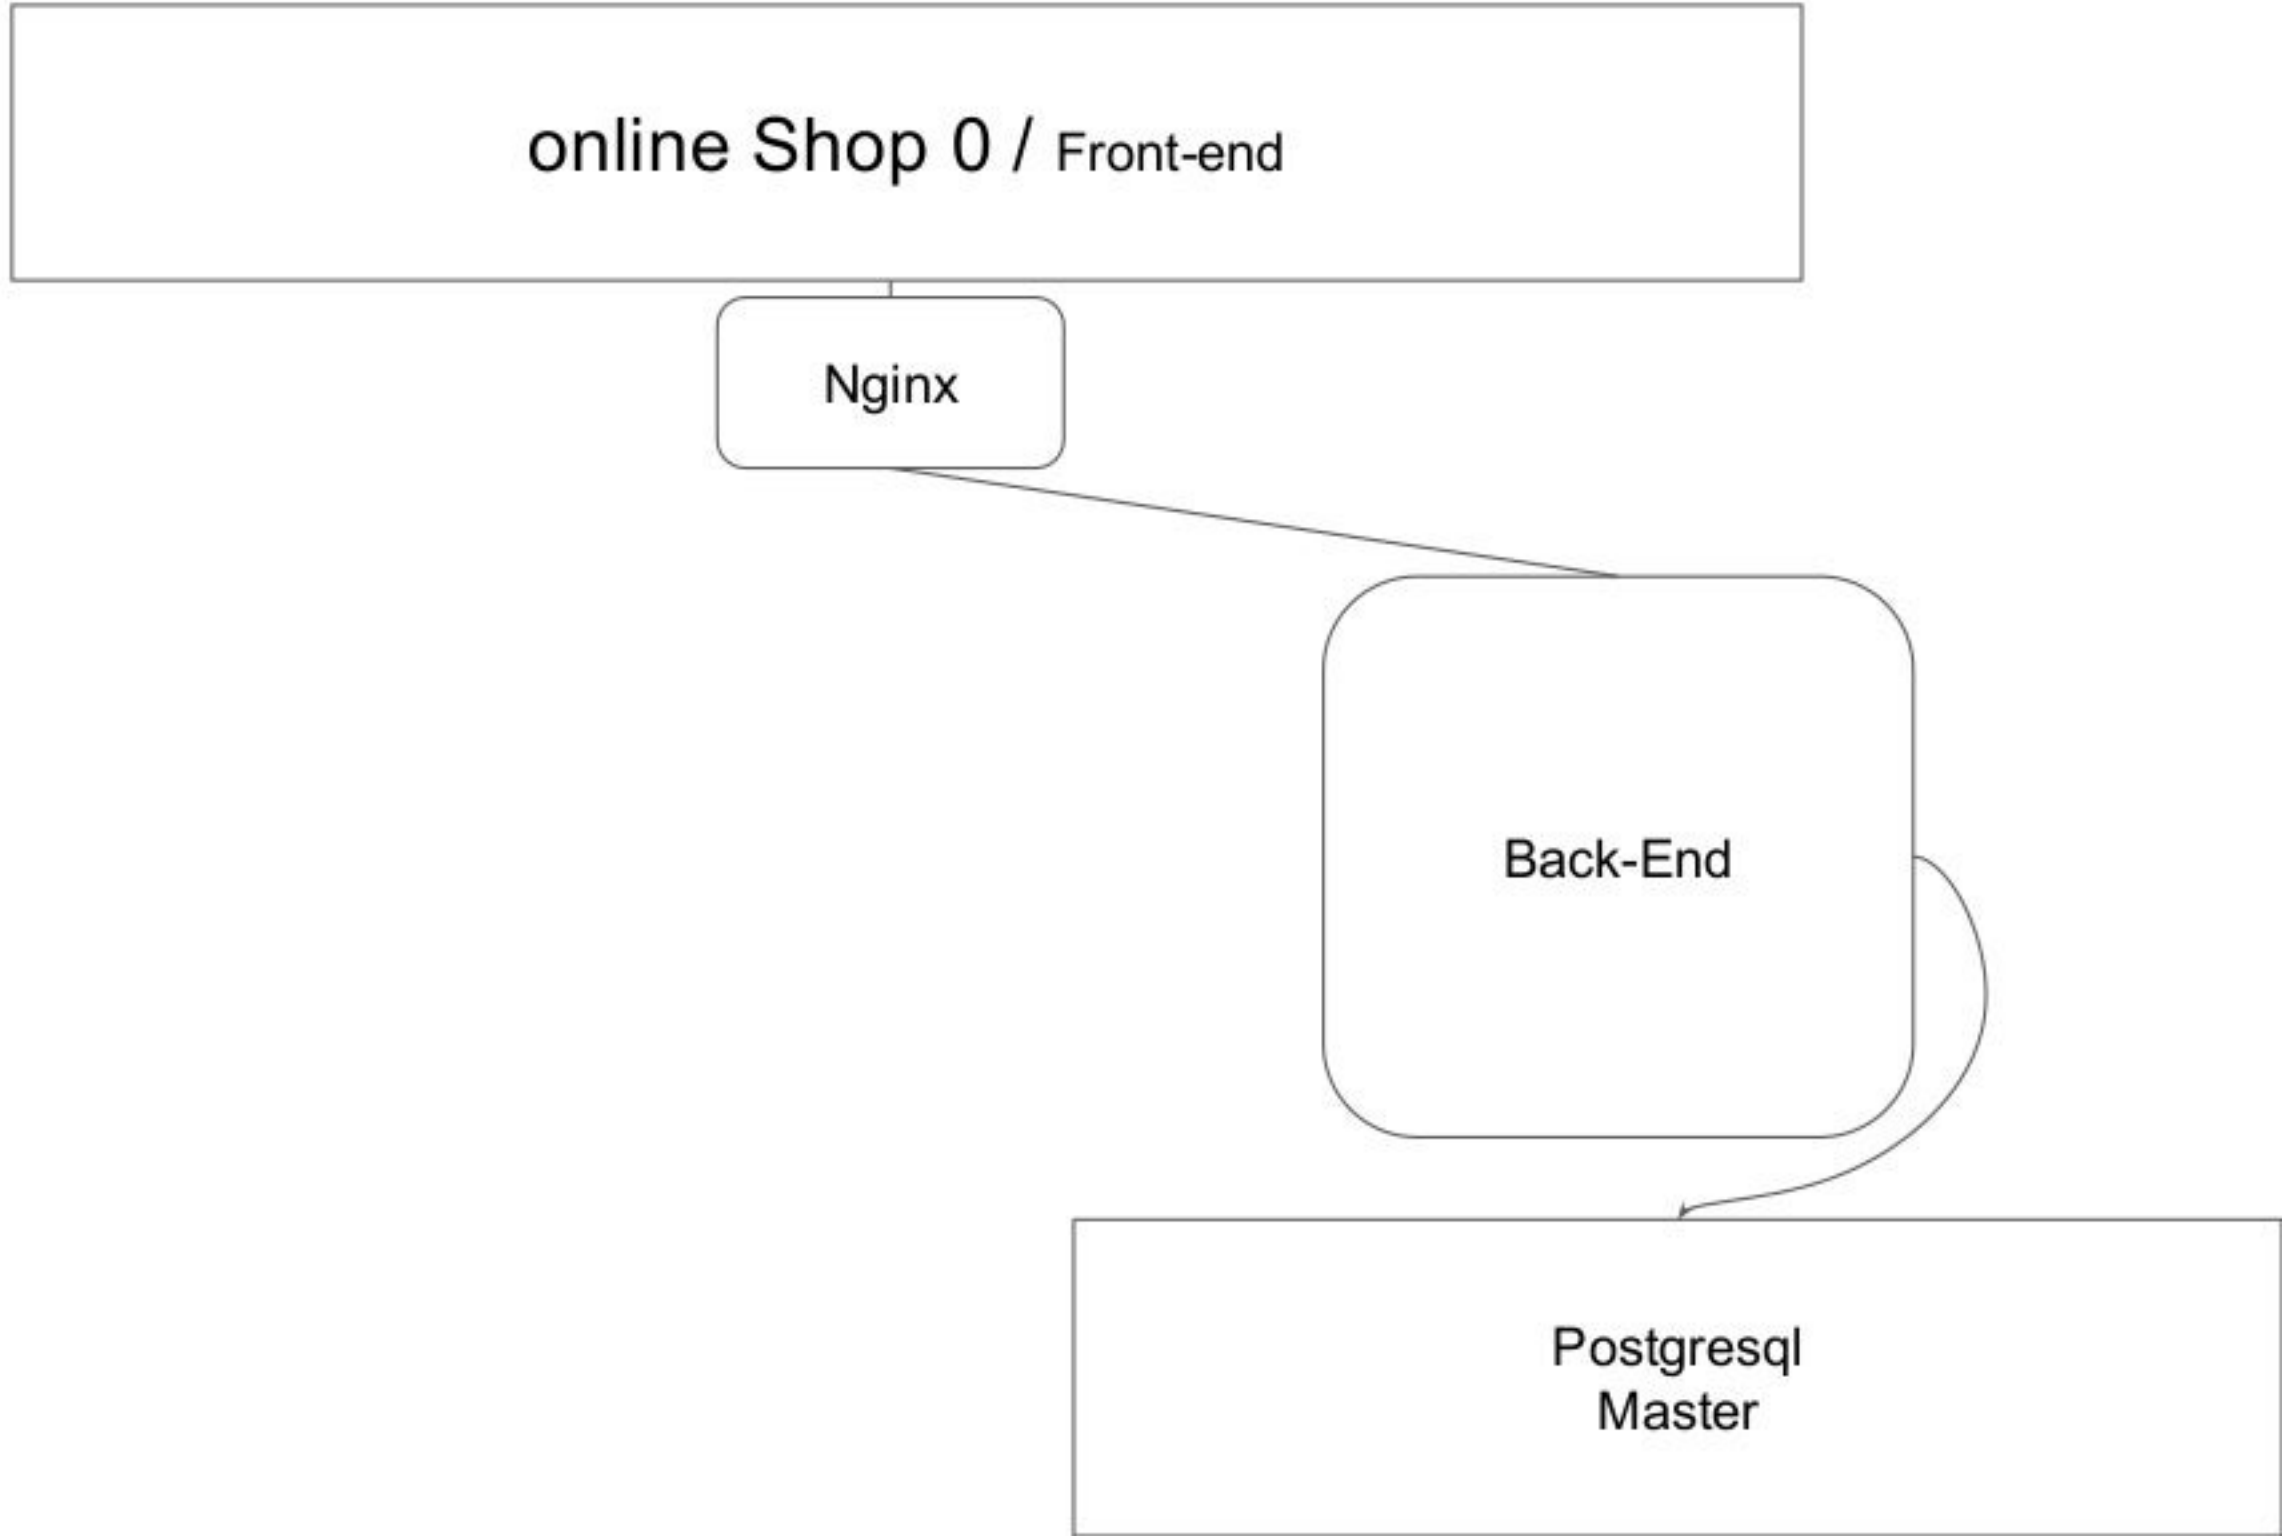 online Shop 0 / Front-end
Nginx
Back-End
Postgresql
Master